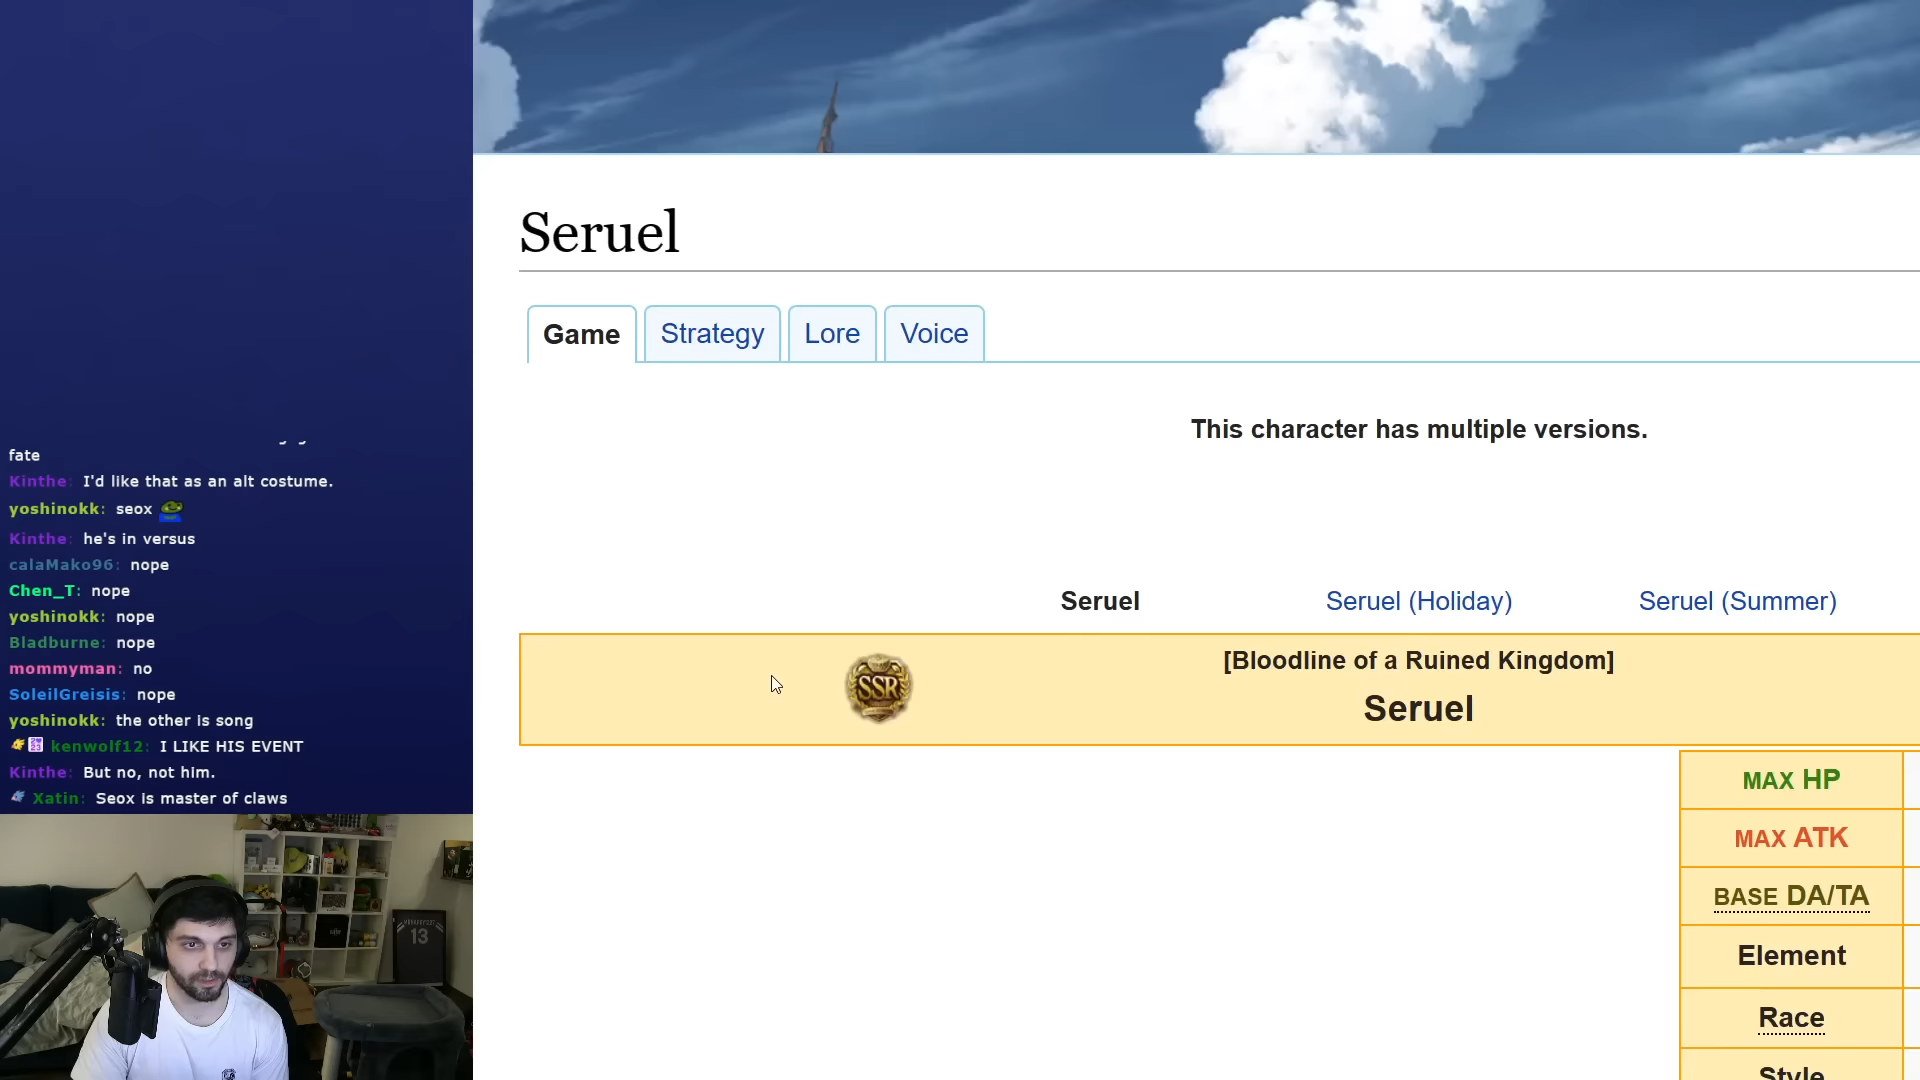 fate
Kinthe: I'd like that as an alt costume.
yoshinokk: seox
Kinthe: he's in versus
calaMako96: nope
Chen_T: nope
yoshinokk: nope
Bladburne: nope
mommyman: no
SoleilGreisis: nope
yoshinokk: the other is song
kenwolf12: I LIKE HIS EVENT
Kinthe: But no, not him.
Xatin: Seox is master of claws
13
Seruel
Game Strategy Lore Voice
This character has multiple versions.
Seruel Seruel (Holiday) Seruel (Summer)
SSR
[Bloodline of a Ruined Kingdom]
Seruel
MAX HP
MAX ATK
BASE DA/TA
Element
Race
Style